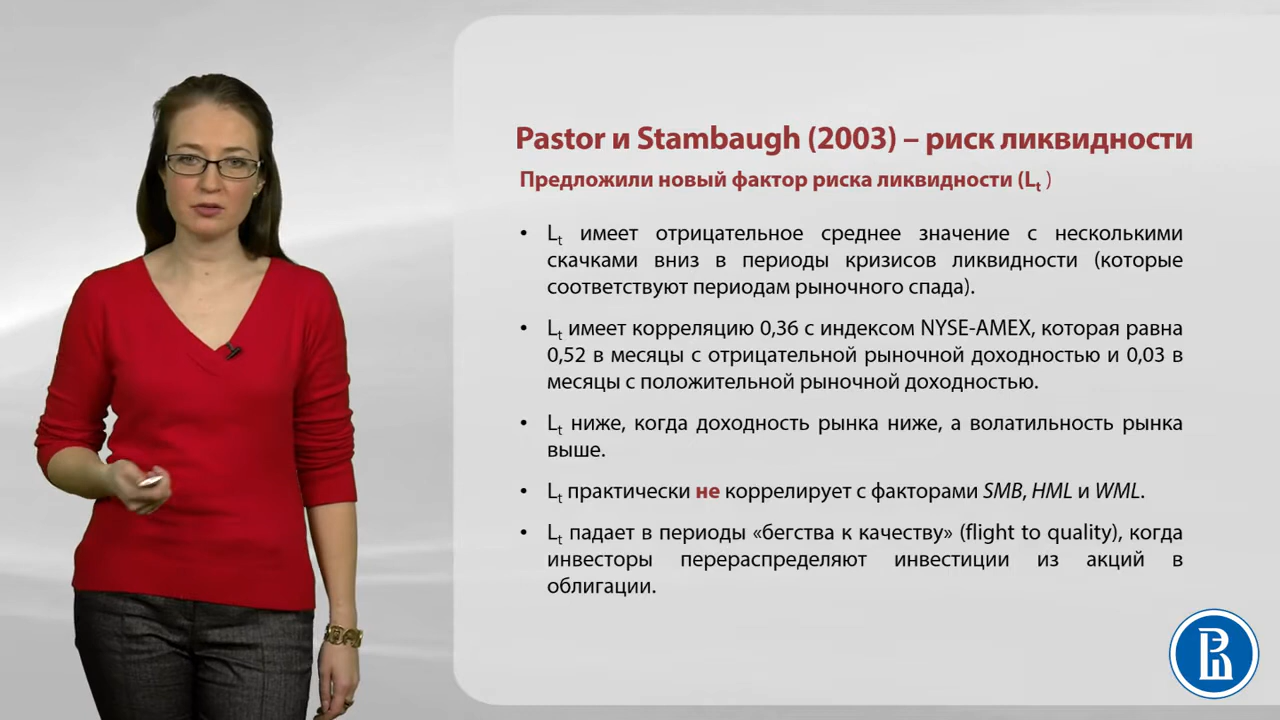 Pastor и Stambaugh (2003) – риск ликвидности
Предложили новый фактор риска ликвидности (Lt )
• Lt имеет отрицательное среднее значение с несколькими
скачками вниз в периоды кризисов ликвидности (которые
соответствуют периодам рыночного спада).
• Lt имеет корреляцию 0,36 с индексом NYSE-AMEX, которая равна
0,52 в месяцы с отрицательной рыночной доходностью и 0,03 в
месяцы с положительной рыночной доходностью.
• Lt ниже, когда доходность рынка ниже, а волатильность рынка
выше.
• Lt практически не коррелирует с факторами SMB, HML и WML.
• Lt падает в периоды «бегства к качеству» (flight to quality), когда
инвесторы перераспределяют инвестиции из акций в
облигации.